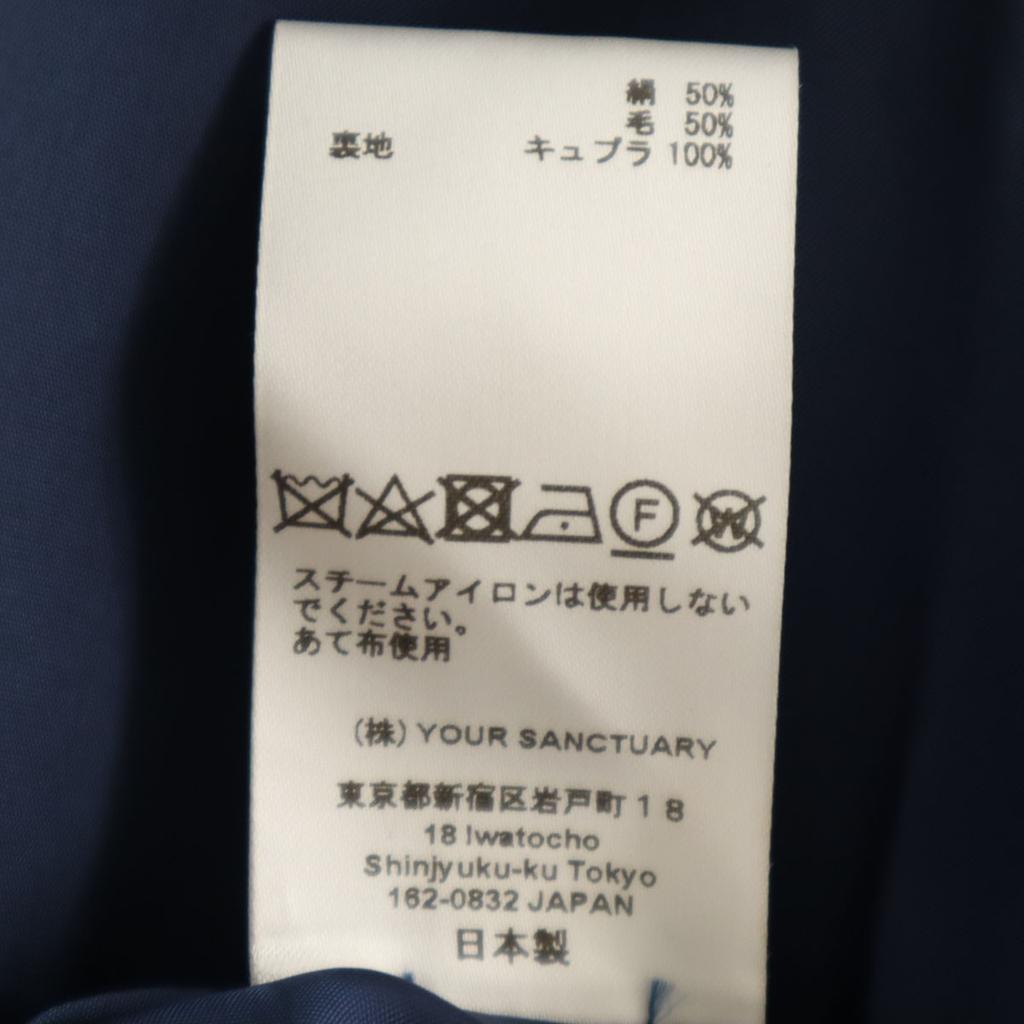 絹 50%
毛 50%
裏地 キュプラ 100%
F
W
スチームアイロンは使用しない
でください。
あて布使用
(株) YOUR SANCTUARY
東京都新宿区岩戸町18
18 Iwatocho
Shinjyuku-ku Tokyo
162-0832 JAPAN
日本製